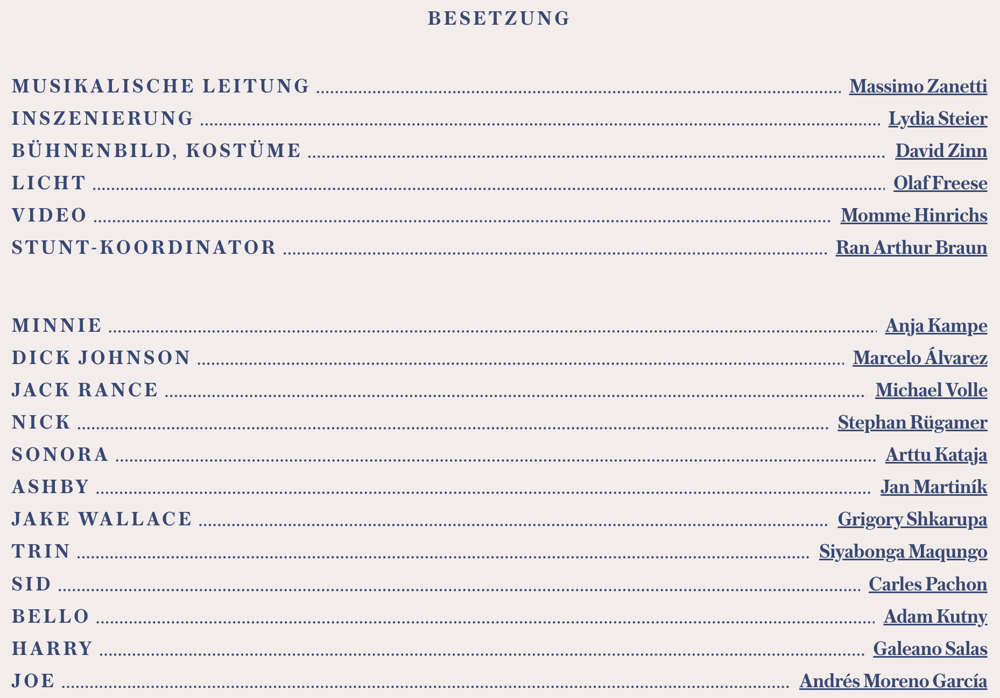 BESETZUNG
MUSIKALISCHE LEITUNG Massimo Zanetti
INSZENIERUNG Lydia Steier
BÜHNENBILD, KOSTÜME David Zinn
LICHT Olaf Freese
VIDEO Momme Hinrichs
STUNT-KOORDINATOR Ran Arthur Braun
MINNIE Anja Kampe
DICK JOHNSON Marcelo Álvarez
JACK RANCE Michael Volle
NICK Stephan Rügamer
SONORA Arttu Kataja
ASHBY Jan Martiník
JAKE WALLACE Grigory Shkarupa
TRIN Siyabonga Maqungo
SID Carles Pachon
BELLO Adam Kutny
HARRY Galeano Salas
JOE Andrés Moreno García